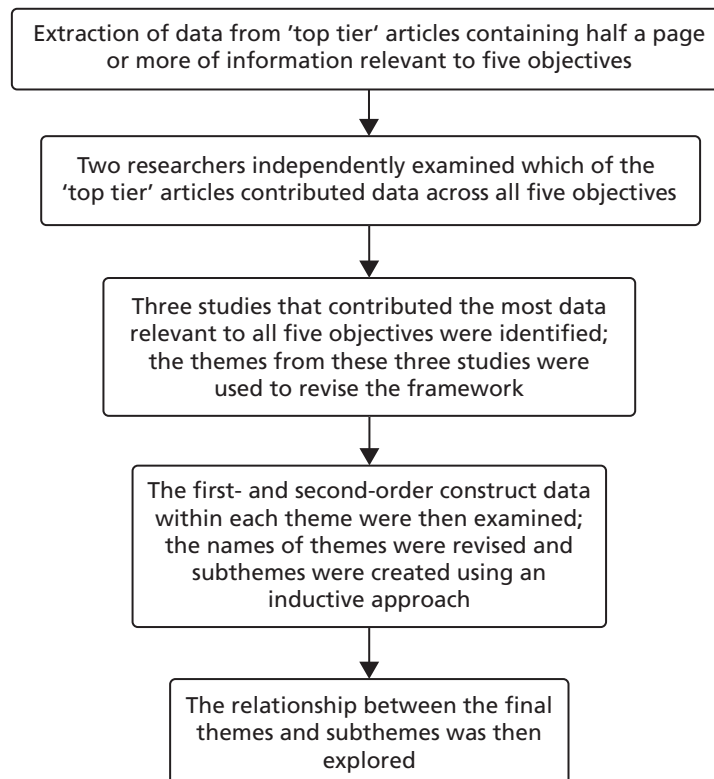 Extraction of data from ‘top tier‘ articles containing half a page
or more of information relevant to five objectives
Two researchers independently examined which of the
‘top tier’ articles contributed data across all five objectives
Three studies that contributed the most data
relevant to all five objectives were identified;
the themes from these three studies were
used to revise the framework
The first- and second-order construct data
within each theme were then examined;
the names of themes were revised and
subthemes were created using an
inductive approach
The relationship between the final
themes and subthemes was then
explored